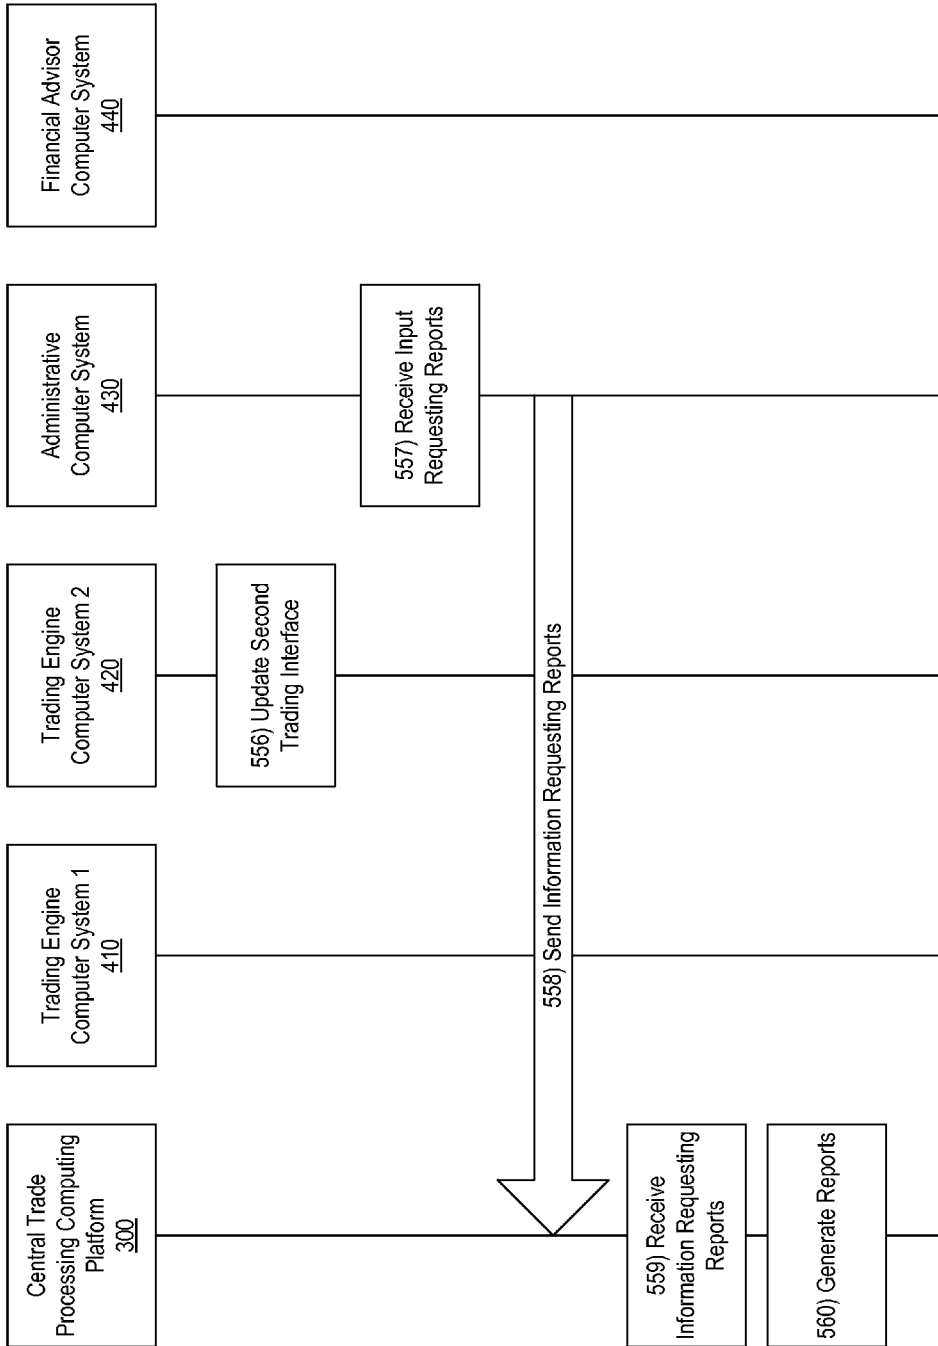 Central Trade
Processing Computing
Platform
300
Trading Engine
Computer System 1
410
Trading Engine
Computer System 2
420
Administrative
Computer System
430
Financial Advisor
Computer System
440
556) Update Second
Trading Interface
557) Receive Input
Requesting Reports
558) Send Information Requesting Reports
559) Receive
Information Requesting
Reports
560) Generate Reports